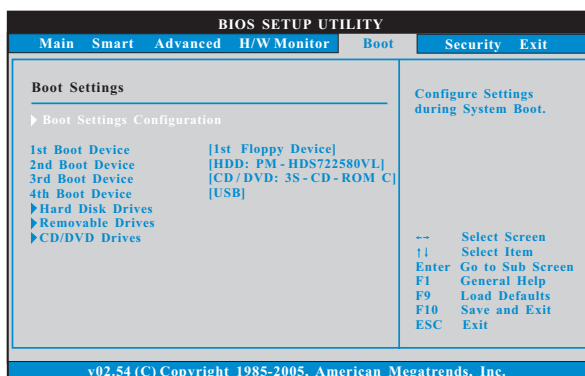 BIOS SETUP UTILITY
Main Smart Advanced H/W Monitor Boot Security Exit
Boot Settings
Boot Settings Configuration
1st Boot Device [1st Floppy Device]
2nd Boot Device [HDD: PM - HDS722580VL]
3rd Boot Device [CD / DVD: 3S - CD - ROM C]
4th Boot Device [USB]
Hard Disk Drives
Removable Drives
CD/DVD Drives
Configure Settings
during System Boot.
←→ Select Screen
↑↓ Select Item
Enter Go to Sub Screen
F1 General Help
F9 Load Defaults
F10 Save and Exit
ESC Exit
v02.54 (C) Copyright 1985-2005, American Megatrends, Inc.